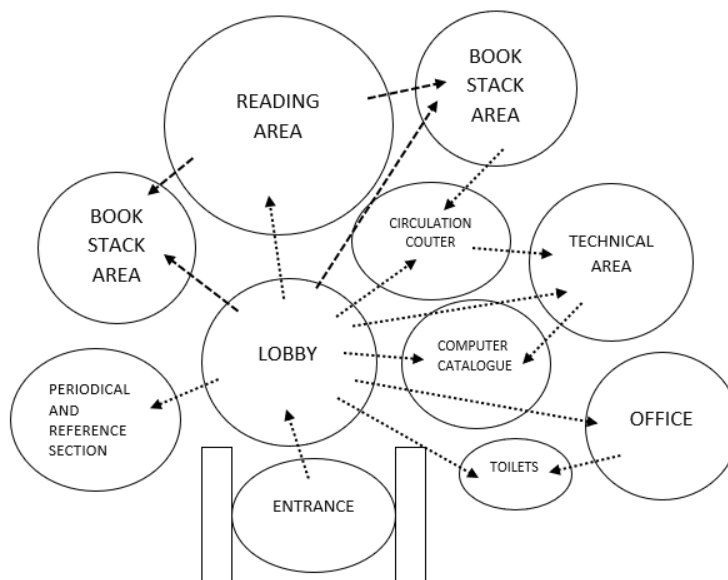 READING
AREA
BOOK
STACK
AREA
BOOK
STACK
AREA
CIRCULATION
COUTER
TECHNICAL
AREA
LOBBY
COMPUTER
CATALOGUE
PERIODICAL
AND
REFERENCE
SECTION
OFFICE
TOILETS
ENTRANCE